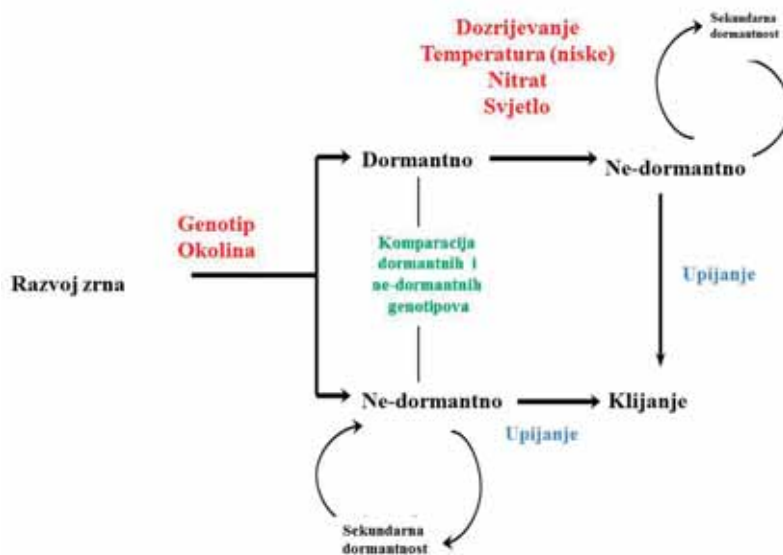 Dozrijevanje
Temperatura (niske)
Nitrat
Svjetlo
Sekundarna
dormantnost
Dormantno
Ne-dormantno
Genotip
Okolina
Razvoj zrna
Komparacija
dormantnih i
ne-dormantnih
genotipova
Upijanje
Ne-dormantno
Klijanje
Upijanje
Sekundarna
dormantnost